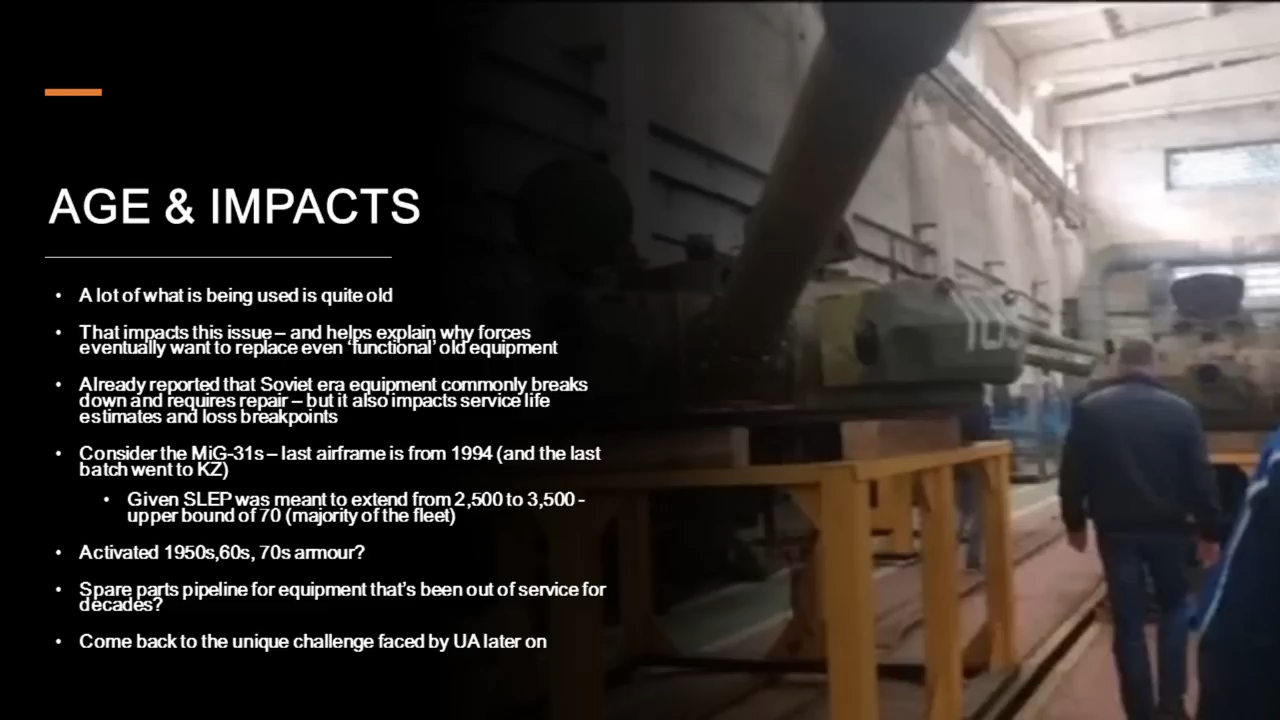 AGE & IMPACTS
• A lot of what is being used is quite old
• That impacts this issue – and helps explain why forces
eventually want to replace even ‘functional’ old equipment
• Already reported that Soviet era equipment commonly breaks
down and requires repair – but it also impacts service life
estimates and loss breakpoints
• Consider the MiG-31s – last airframe is from 1994 (and the last
batch went to KZ)
• Given SLEP was meant to extend from 2,500 to 3,500 -
upper bound of 70 (majority of the fleet)
• Activated 1950s,60s, 70s armour?
• Spare parts pipeline for equipment that’s been out of service for
decades?
• Come back to the unique challenge faced by UA later on